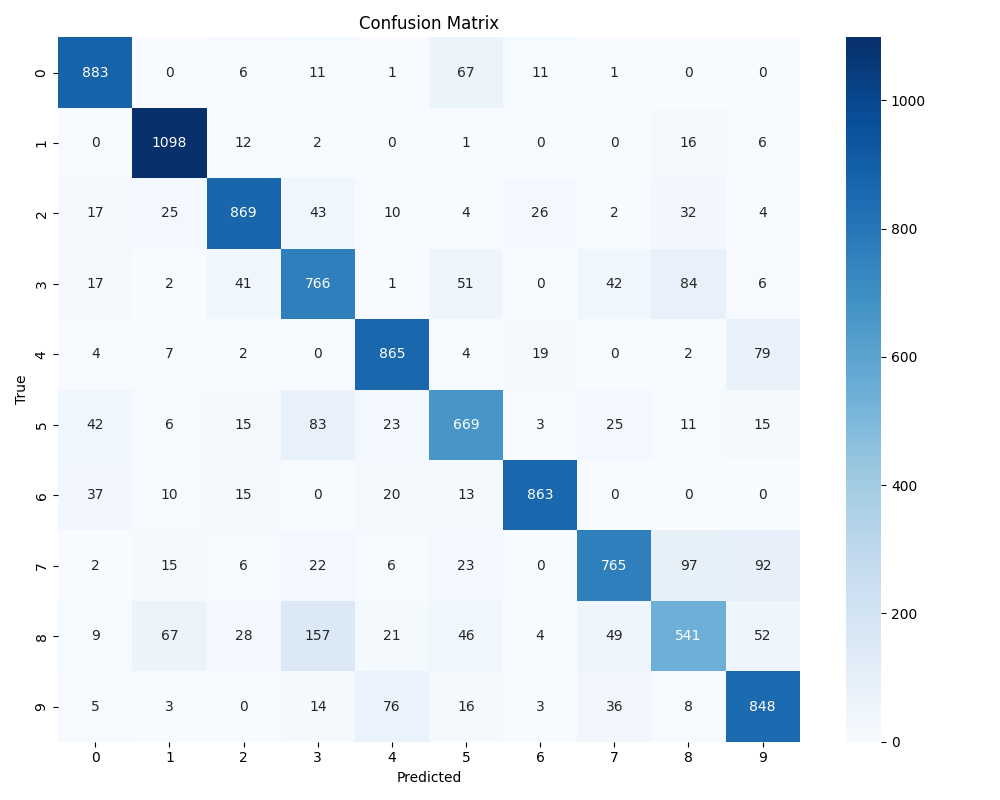 Confusion Matrix
True
0 883 0 6 11 1 67 11 1 0 0
1 0 1098 12 2 0 1 0 0 16 6
2 17 25 869 43 10 4 26 2 32 4
3 17 2 41 766 1 51 0 42 84 6
4 4 7 2 0 865 4 19 0 2 79
5 42 6 15 83 23 669 3 25 11 15
6 37 10 15 0 20 13 863 0 0 0
7 2 15 6 22 6 23 0 765 97 92
8 9 67 28 157 21 46 4 49 541 52
9 5 3 0 14 76 16 3 36 8 848
0 1 2 3 4 5 6 7 8 9
Predicted
1000
800
600
400
200
0